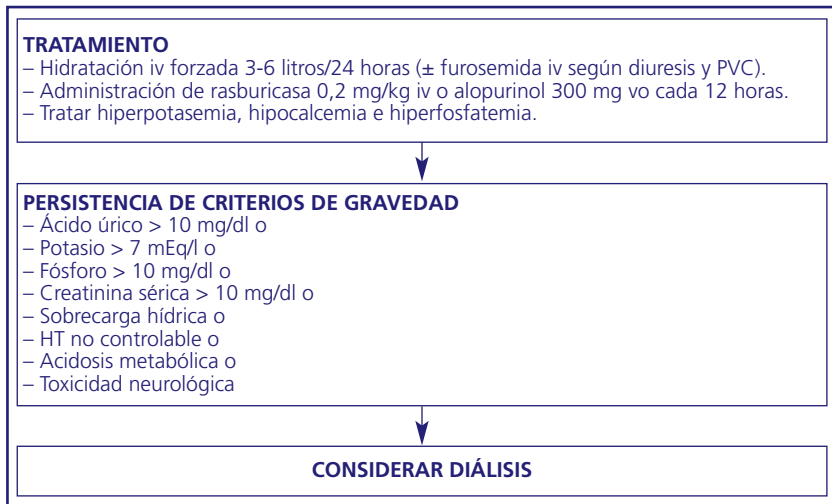 TRATAMIENTO
– Hidratación iv forzada 3-6 litros/24 horas (± furosemida iv según diuresis y PVC).
– Administración de rasburicasa 0,2 mg/kg iv o alopurinol 300 mg vo cada 12 horas.
– Tratar hiperpotasemia, hipocalcemia e hiperfosfatemia.
PERSISTENCIA DE CRITERIOS DE GRAVEDAD
– Ácido úrico > 10 mg/dl o
– Potasio > 7 mEq/l o
– Fósforo > 10 mg/dl o
– Creatinina sérica > 10 mg/dl o
– Sobrecarga hídrica o
– HT no controlable o
– Acidosis metabólica o
– Toxicidad neurológica
CONSIDERAR DIÁLISIS